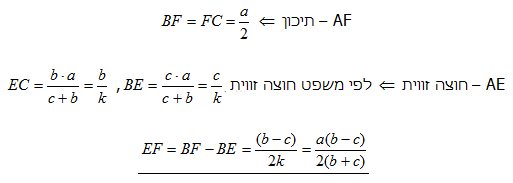 AF – תיכון ⇐ BF = FC = a/2
AE – חוצה זווית ⇐ לפי משפט חוצה זווית. BE = (c·a)/(c+b) = c/k , EC = (b·a)/(c+b) = b/k
EF = BF − BE = (b−c)/2k = a(b−c)/2(b+c)